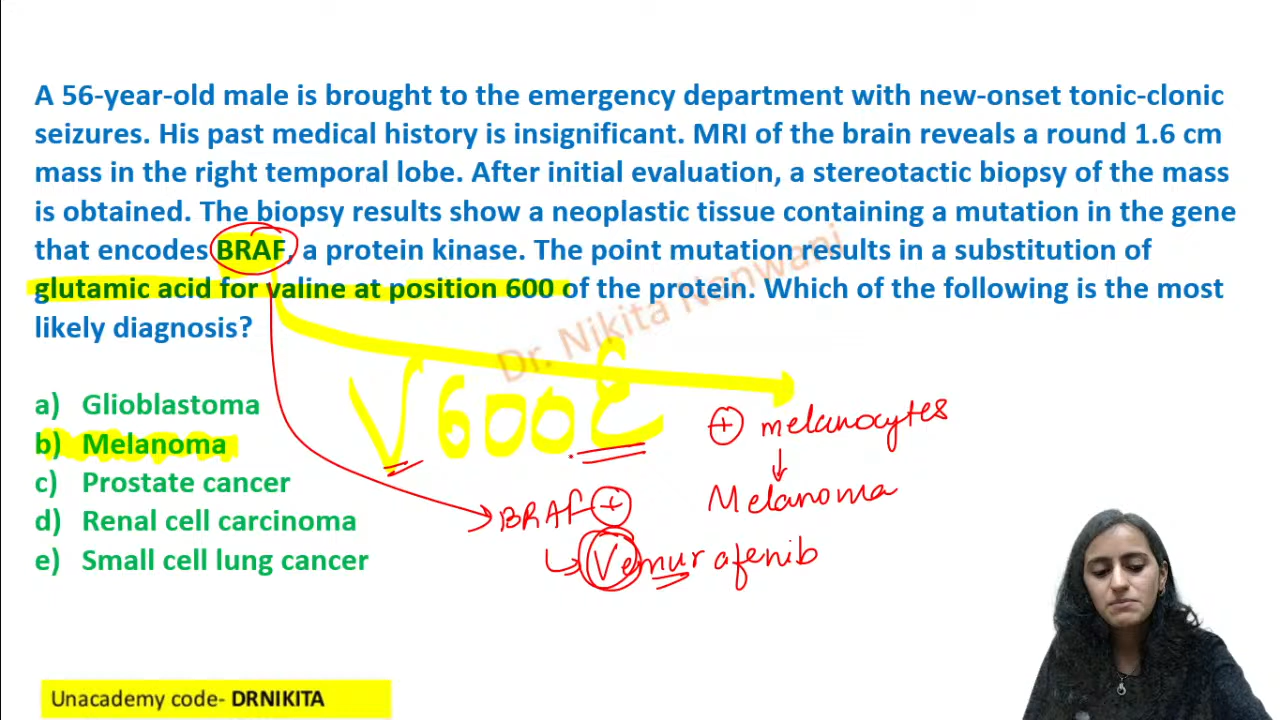 A 56-year-old male is brought to the emergency department with new-onset tonic-clonic
seizures. His past medical history is insignificant. MRI of the brain reveals a round 1.6 cm
mass in the right temporal lobe. After initial evaluation, a stereotactic biopsy of the mass
is obtained. The biopsy results show a neoplastic tissue containing a mutation in the gene
that encodes BRAF, a protein kinase. The point mutation results in a substitution of
glutamic acid for valine at position 600 of the protein. Which of the following is the most
likely diagnosis?
Dr. Nikita Nenwani
a) Glioblastoma
b) Melanoma
c) Prostate cancer
d) Renal cell carcinoma
e) Small cell lung cancer
V600E
+ melanocytes
↓
Melanoma
BRAF +
Vemurafenib
Unacademy code- DRNIKITA